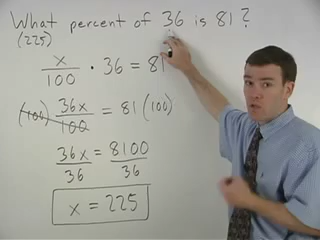 What percent of 36 is 81?
(225)
x/100 · 36 = 81
(100) 36x/100 = 81 (100)
36x/36 = 8100/36
x = 225